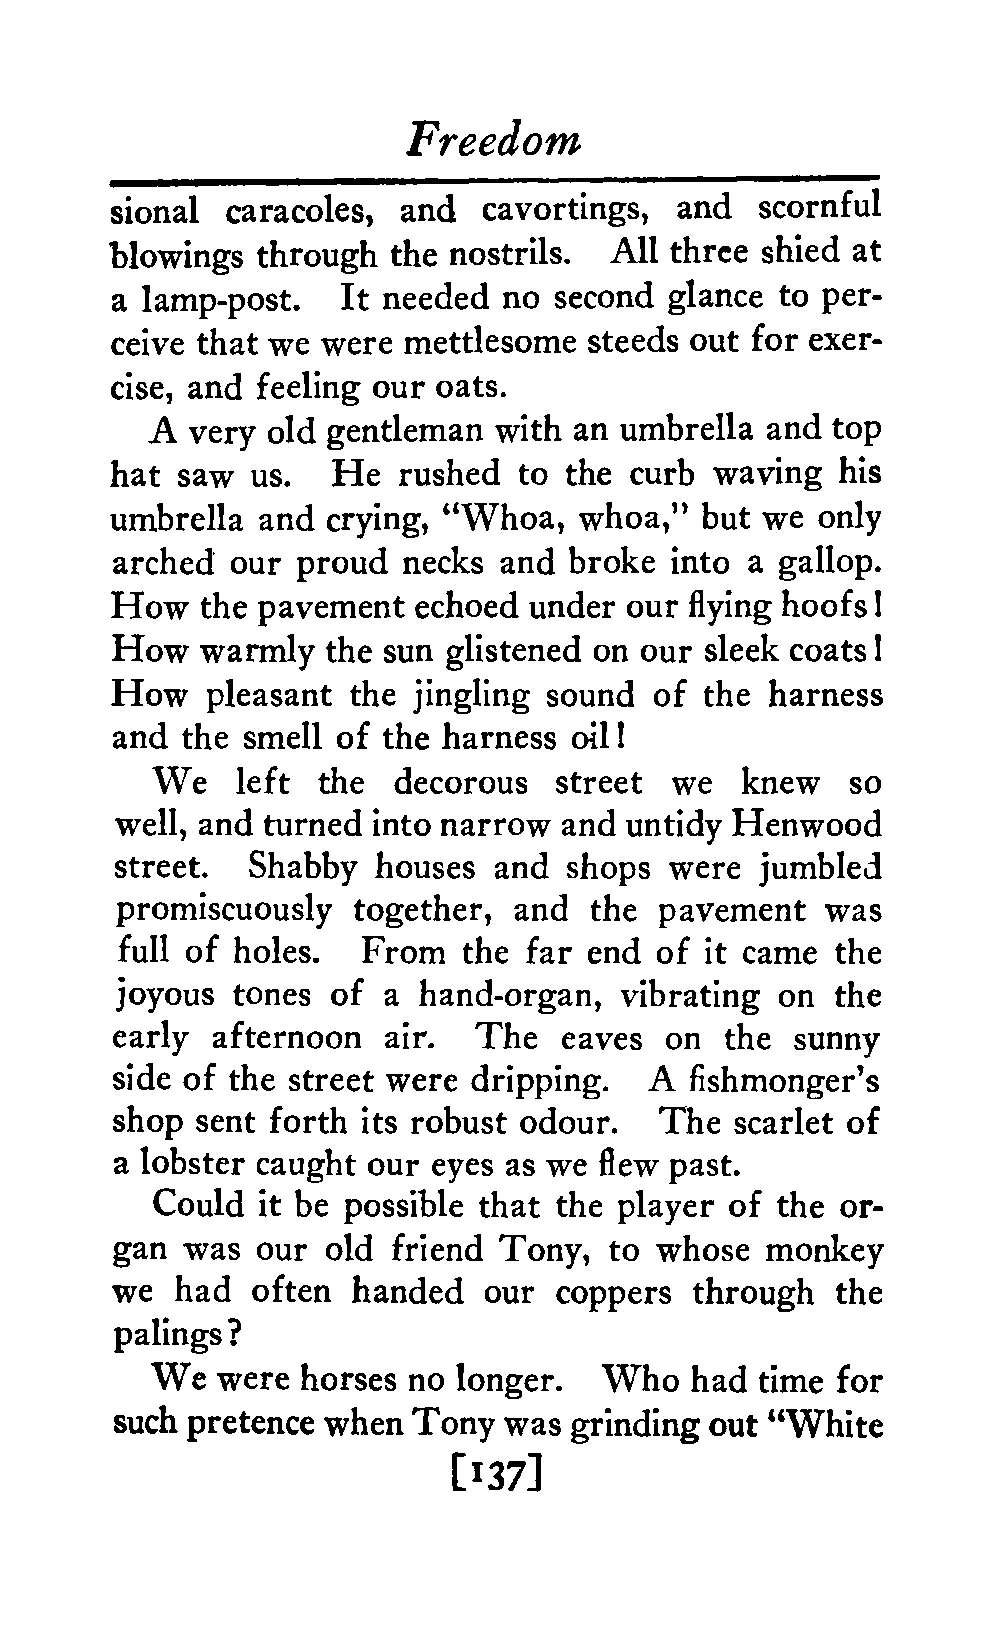 Freedom
sional caracoles, and cavortings, and scornful
blowings through the nostrils. All three shied at
a lamp-post. It needed no second glance to per-
ceive that we were mettlesome steeds out for exer-
cise, and feeling our oats.
A very old gentleman with an umbrella and top
hat saw us. He rushed to the curb waving his
umbrella and crying, "Whoa, whoa," but we only
arched our proud necks and broke into a gallop.
How the pavement echoed under our flying hoofs!
How warmly the sun glistened on our sleek coats!
How pleasant the jingling sound of the harness
and the smell of the harness oil!
We left the decorous street we knew so
well, and turned into narrow and untidy Henwood
street. Shabby houses and shops were jumbled
promiscuously together, and the pavement was
full of holes. From the far end of it came the
joyous tones of a hand-organ, vibrating on the
early afternoon air. The eaves on the sunny
side of the street were dripping. A fishmonger's
shop sent forth its robust odour. The scarlet of
a lobster caught our eyes as we flew past.
Could it be possible that the player of the or-
gan was our old friend Tony, to whose monkey
we had often handed our coppers through the
palings?
We were horses no longer. Who had time for
such pretence when Tony was grinding out "White
[137]